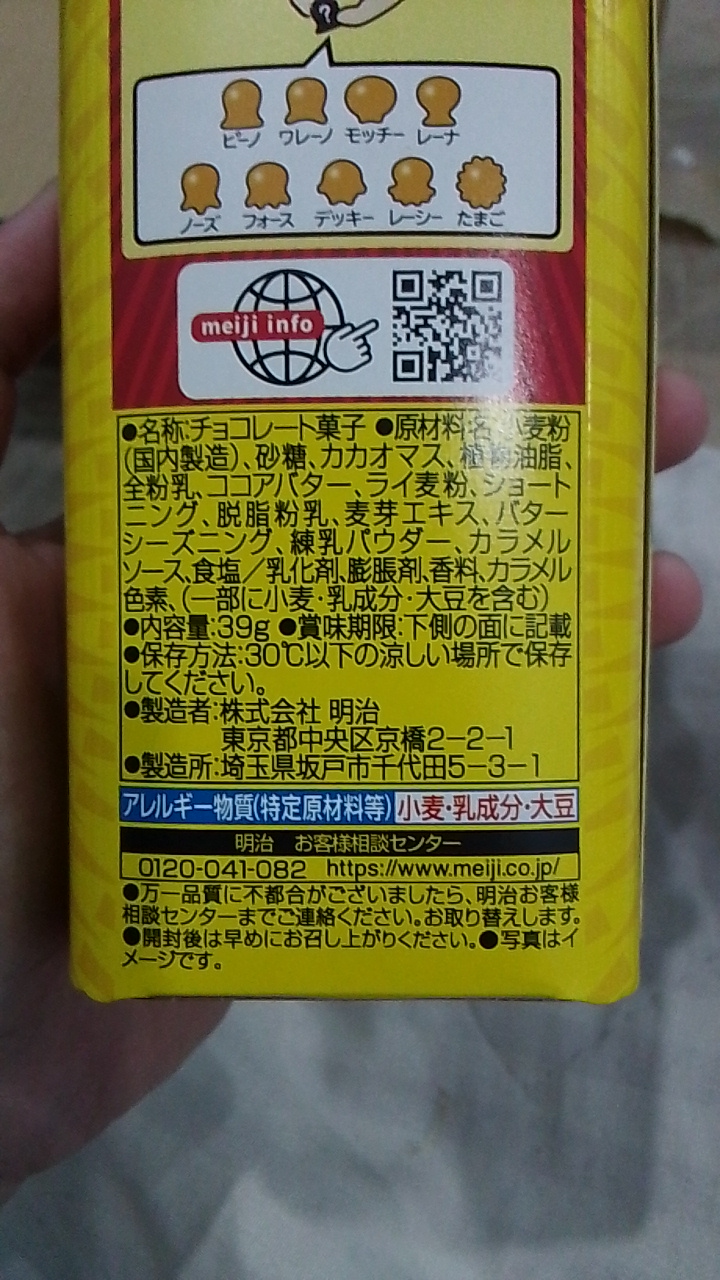 ?
ピーノ ワレーノ モッチー レーナ
ノーズ フォース デッキー レーシー たまご
meiji info
●名称:チョコレート菓子 ●原材料名:小麦粉
(国内製造)、砂糖、カカオマス、植物油脂、
全粉乳、ココアバター、ライ麦粉、ショート
ニング、脱脂粉乳、麦芽エキス、バター
シーズニング、練乳パウダー、カラメル
ソース、食塩/乳化剤、膨脹剤、香料、カラメル
色素、(一部に小麦・乳成分・大豆を含む)
●内容量:39g ●賞味期限:下側の面に記載
●保存方法:30℃以下の涼しい場所で保存
してください。
●製造者:株式会社 明治
東京都中央区京橋2-2-1
●製造所:埼玉県坂戸市千代田5-3-1
アレルギー物質(特定原材料等) 小麦・乳成分・大豆
明治 お客様相談センター
0120-041-082 https://www.meiji.co.jp/
●万一品質に不都合がございましたら、明治お客様
相談センターまでご連絡ください。お取り替えします。
●開封後は早めにお召し上がりください。●写真はイ
メージです。